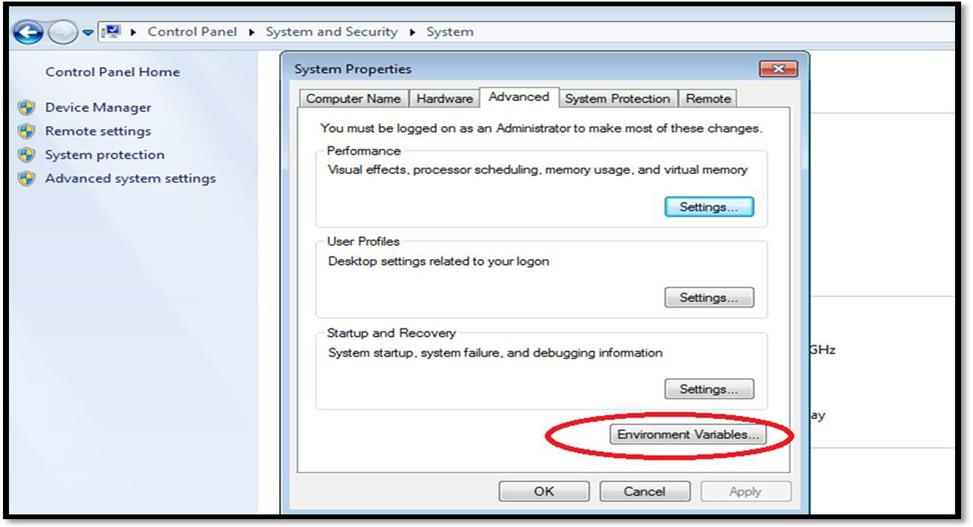 Control Panel ▸ System and Security ▸ System
Control Panel Home
Device Manager
Remote settings
System protection
Advanced system settings
System Properties
Computer Name Hardware Advanced System Protection Remote
You must be logged on as an Administrator to make most of these changes.
Performance
Visual effects, processor scheduling, memory usage, and virtual memory
Settings...
User Profiles
Desktop settings related to your logon
Settings...
Startup and Recovery
System startup, system failure, and debugging information
Settings...
Environment Variables...
OK Cancel Apply
GHz
ay